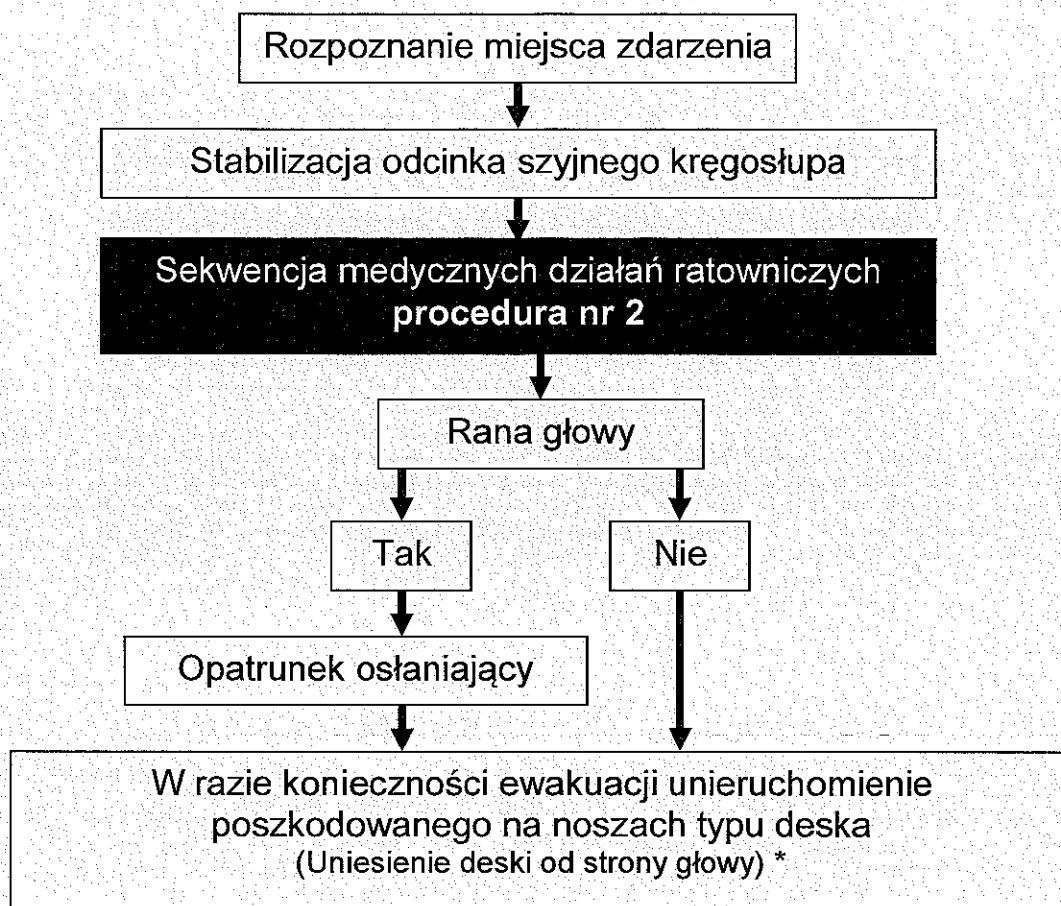 Rozpoznanie miejsca zdarzenia
Stabilizacja odcinka szyjnego kręgosłupa
Sekwencja medycznych działań ratowniczych
procedura nr 2
Rana głowy
Tak
Nie
Opatrunek osłaniający
W razie konieczności ewakuacji unieruchomienie
poszkodowanego na noszach typu deska
(Uniesienie deski od strony głowy) *